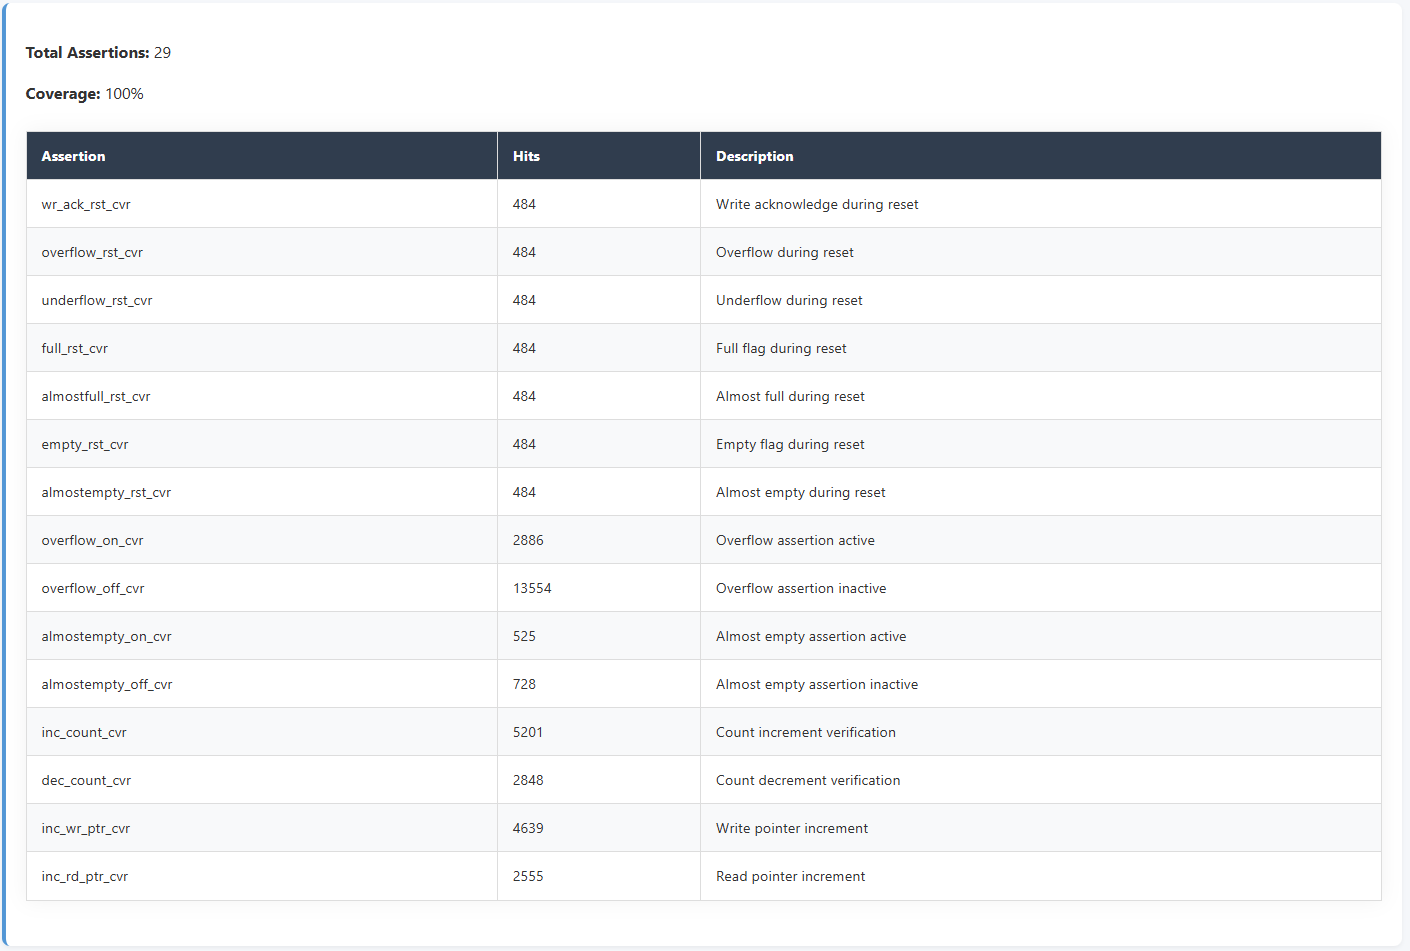 Total Assertions: 29
Coverage: 100%
Assertion Hits Description
wr_ack_rst_cvr 484 Write acknowledge during reset
overflow_rst_cvr 484 Overflow during reset
underflow_rst_cvr 484 Underflow during reset
full_rst_cvr 484 Full flag during reset
almostfull_rst_cvr 484 Almost full during reset
empty_rst_cvr 484 Empty flag during reset
almostempty_rst_cvr 484 Almost empty during reset
overflow_on_cvr 2886 Overflow assertion active
overflow_off_cvr 13554 Overflow assertion inactive
almostempty_on_cvr 525 Almost empty assertion active
almostempty_off_cvr 728 Almost empty assertion inactive
inc_count_cvr 5201 Count increment verification
dec_count_cvr 2848 Count decrement verification
inc_wr_ptr_cvr 4639 Write pointer increment
inc_rd_ptr_cvr 2555 Read pointer increment